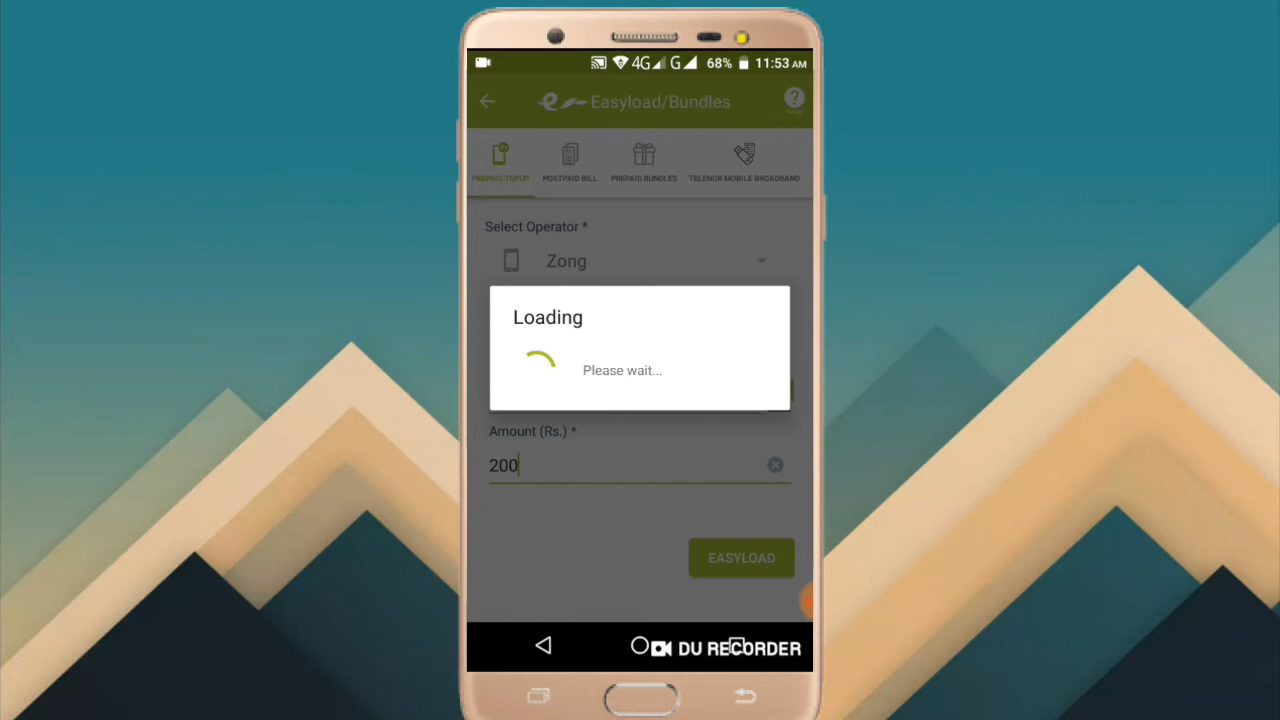 4G G 68% 11:53 AM
Easyload/Bundles
PREPAID TOPUP POSTPAID BILL PREPAID BUNDLES TELENOR MOBILE BROADBAND
Select Operator *
Zong
Loading
Please wait...
Amount (Rs.) *
200
EASYLOAD
DU RECORDER